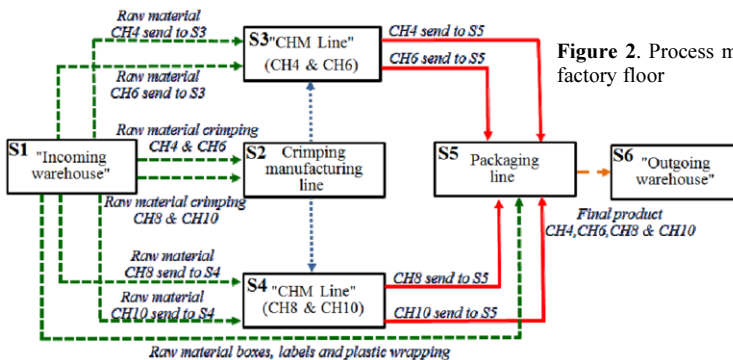 Raw material
CH4 send to S3
Raw material
CH6 send to S3
S3 "CHM Line"
(CH4 & CH6)
CH4 send to S5
CH6 send to S5
Figure 2. Process m
factory floor
S1
"Incoming
warehouse"
Raw material crimping
CH4 & CH6
Raw material crimping
CH8 & CH10
S2 Crimping
manufacturing
line
S5
Packaging
line
S6
"Outgoing
warehouse"
Final product
CH4,CH6,CH8 & CH10
Raw material
CH8 send to S4
Raw material
CH10 send to S4
S4 "CHM Line"
(CH8 & CH10)
CH8 send to S5
CH10 send to S5
Raw material boxes, labels and plastic wrapping